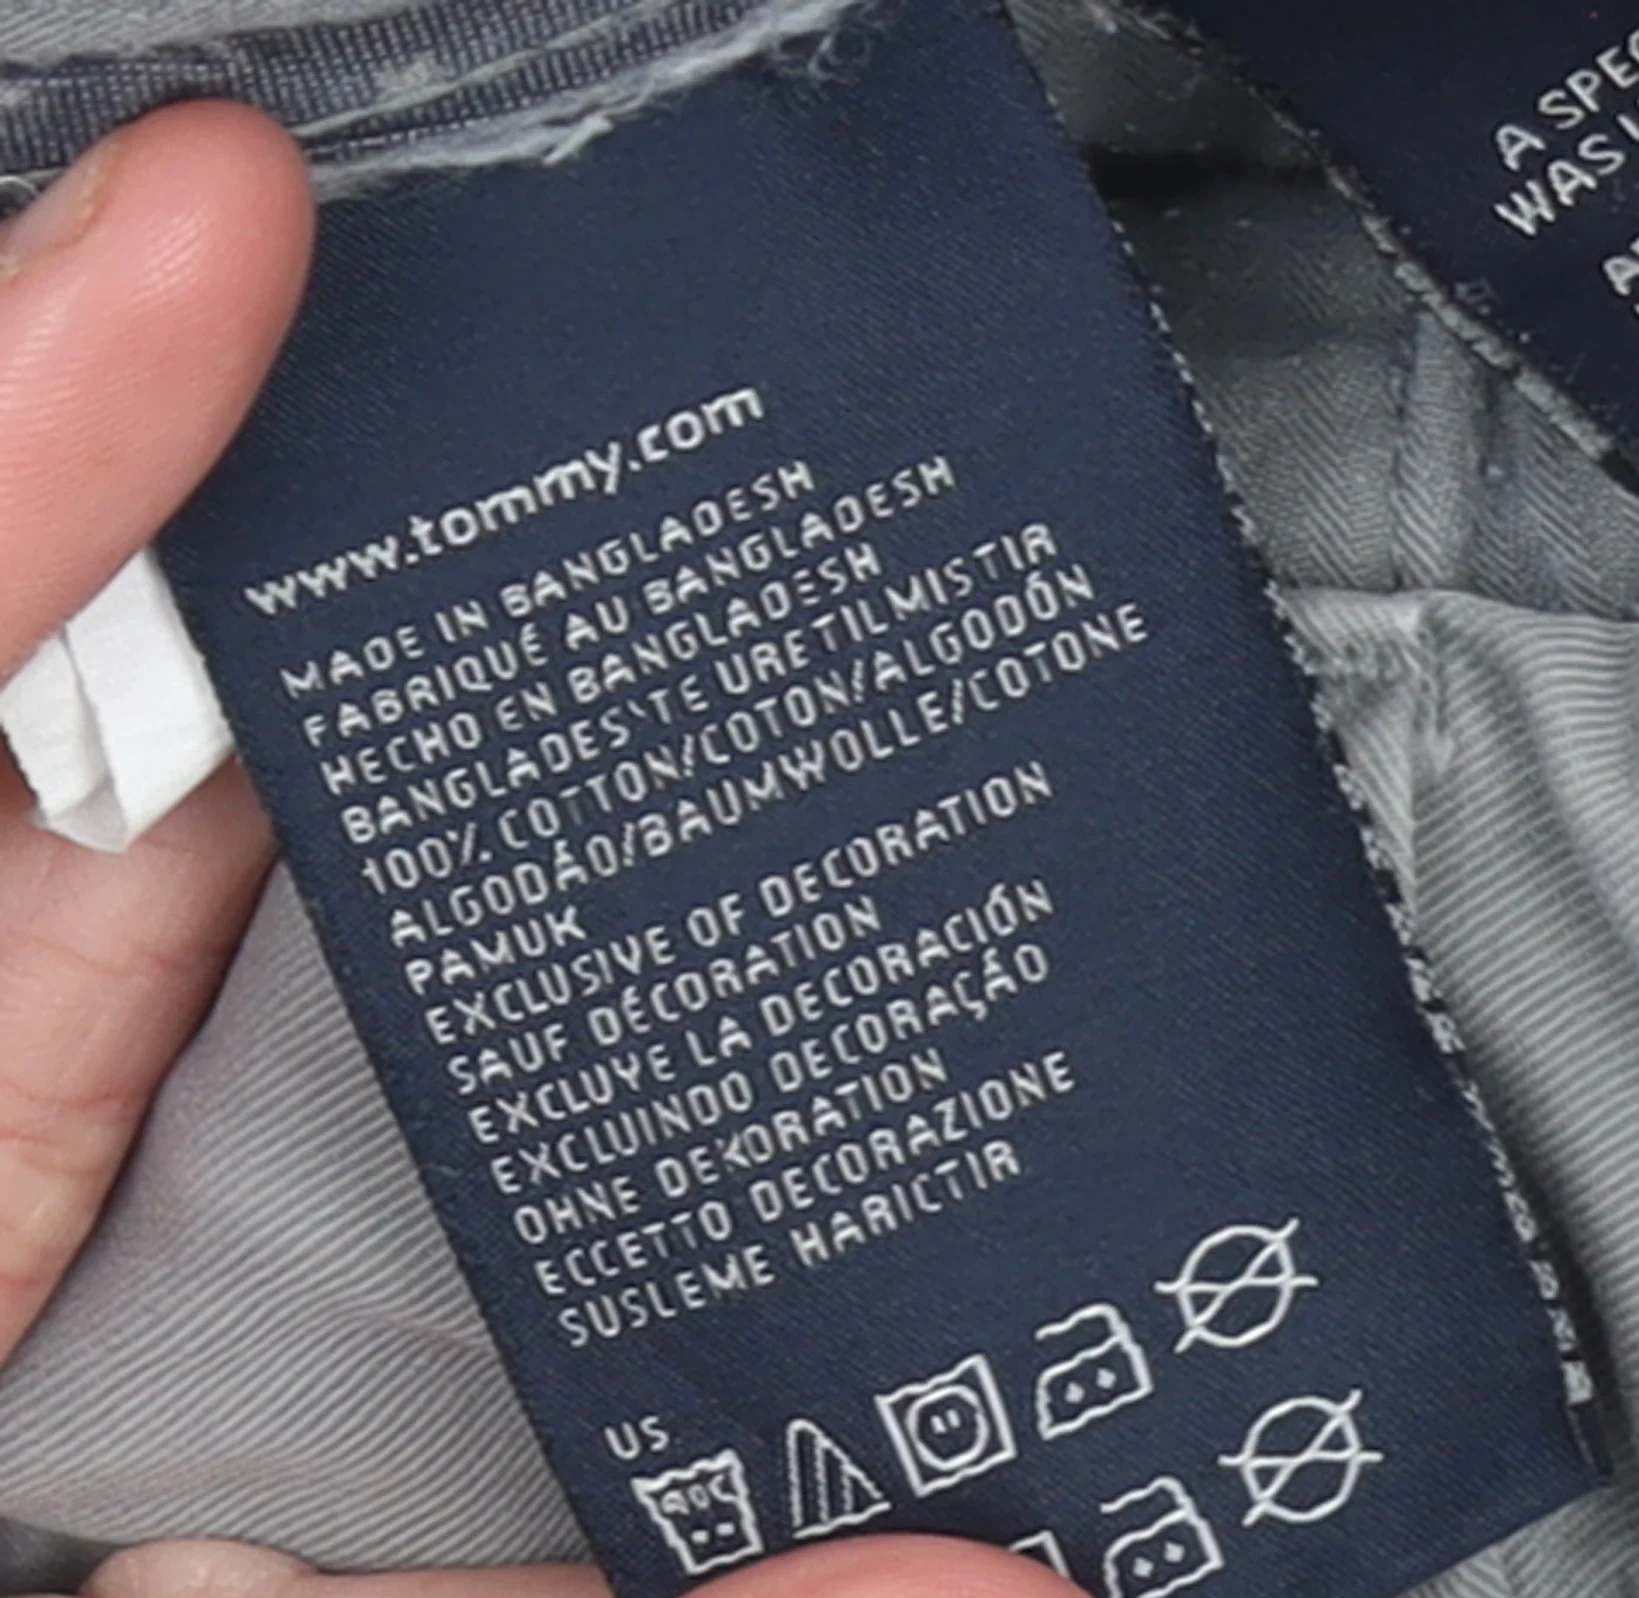 www.tommy.com
MADE IN BANGLADESH
FABRIQUÉ AU BANGLADESH
HECHO EN BANGLADESH
BANGLADES'TE URETILMISTIR
100% COTTON/COTON/ALGODÓN
ALGODÃO/BAUMWOLLE/COTONE
PAMUK
EXCLUSIVE OF DECORATION
SAUF DÉCORATION
EXCLUYE LA DECORACIÓN
EXCLUINDO DECORAÇÃO
OHNE DEKORATION
ECCETTO DECORAZIONE
SUSLEME HARICTIR
US
A
WAS